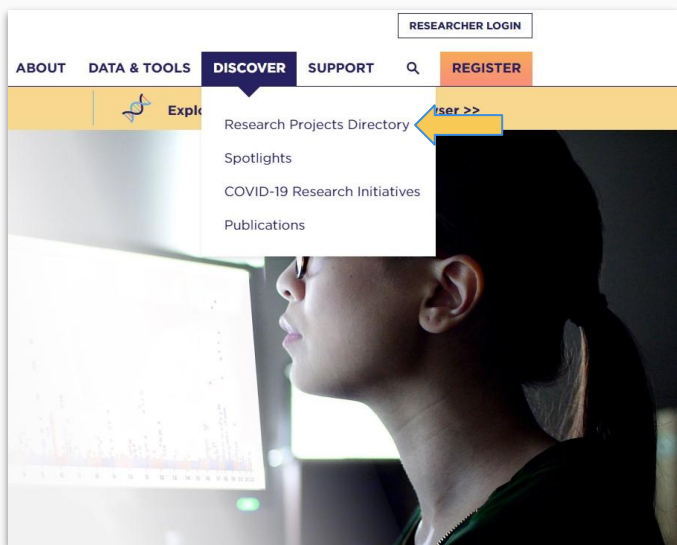 RESEARCHER LOGIN
ABOUT DATA & TOOLS DISCOVER SUPPORT REGISTER
Research Projects Directory
Spotlights
COVID-19 Research Initiatives
Publications